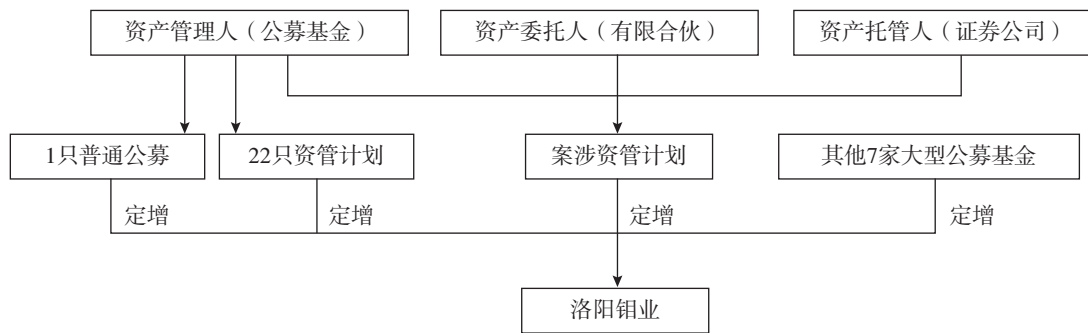 资产管理人（公募基金）
资产委托人（有限合伙）
资产托管人（证券公司）
1只普通公募
22只资管计划
案涉资管计划
其他7家大型公募基金
定增
定增
定增
定增
洛阳钼业